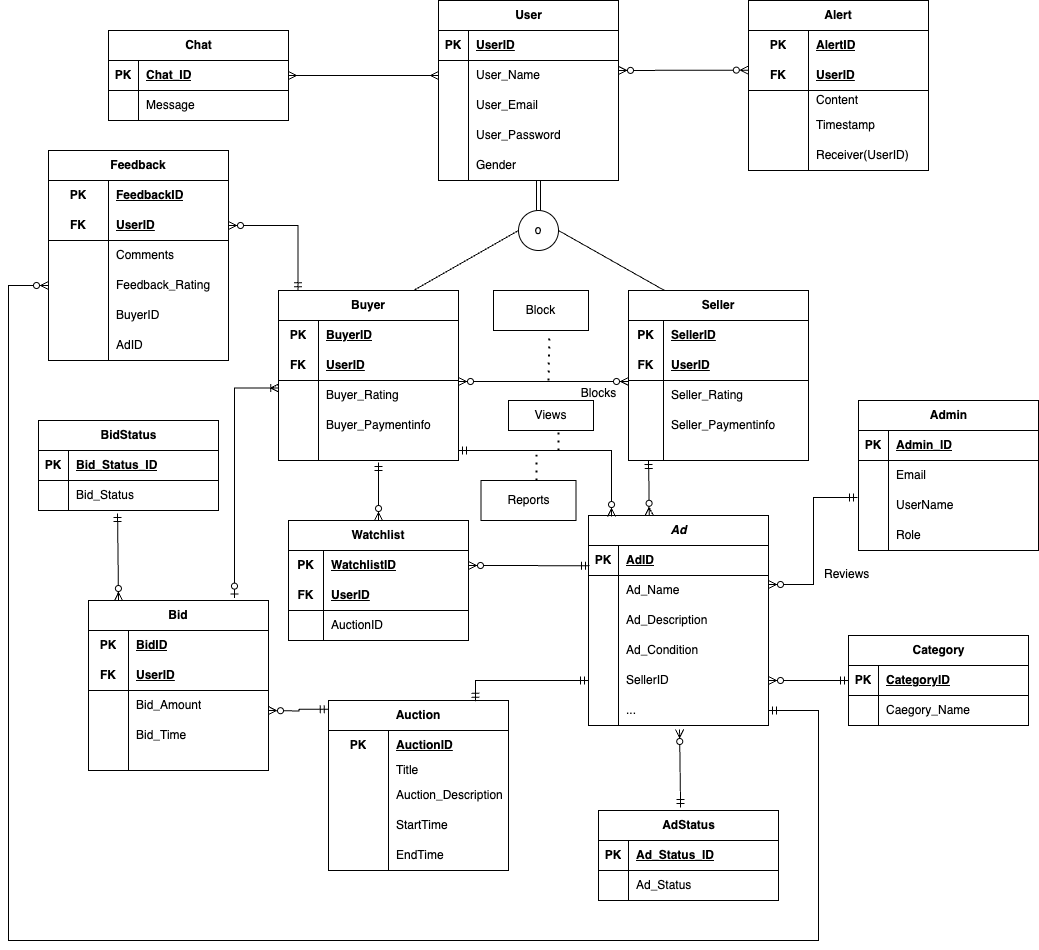 User
PK UserID
User_Name
User_Email
User_Password
Gender
Alert
PK AlertID
FK UserID
Content
Timestamp
Receiver(UserID)
Chat
PK Chat_ID
Message
Feedback
PK FeedbackID
FK UserID
Comments
Feedback_Rating
BuyerID
AdID
o
Buyer
PK BuyerID
FK UserID
Buyer_Rating
Buyer_Paymentinfo
Block
Blocks
Views
Reports
Seller
PK SellerID
FK UserID
Seller_Rating
Seller_Paymentinfo
Admin
PK Admin_ID
Email
UserName
Role
Reviews
BidStatus
PK Bid_Status_ID
Bid_Status
Watchlist
PK WatchlistID
FK UserID
AuctionID
Ad
PK AdID
Ad_Name
Ad_Description
Ad_Condition
SellerID
...
Bid
PK BidID
FK UserID
Bid_Amount
Bid_Time
Category
PK CategoryID
Caegory_Name
Auction
PK AuctionID
Title
Auction_Description
StartTime
EndTime
AdStatus
PK Ad_Status_ID
Ad_Status